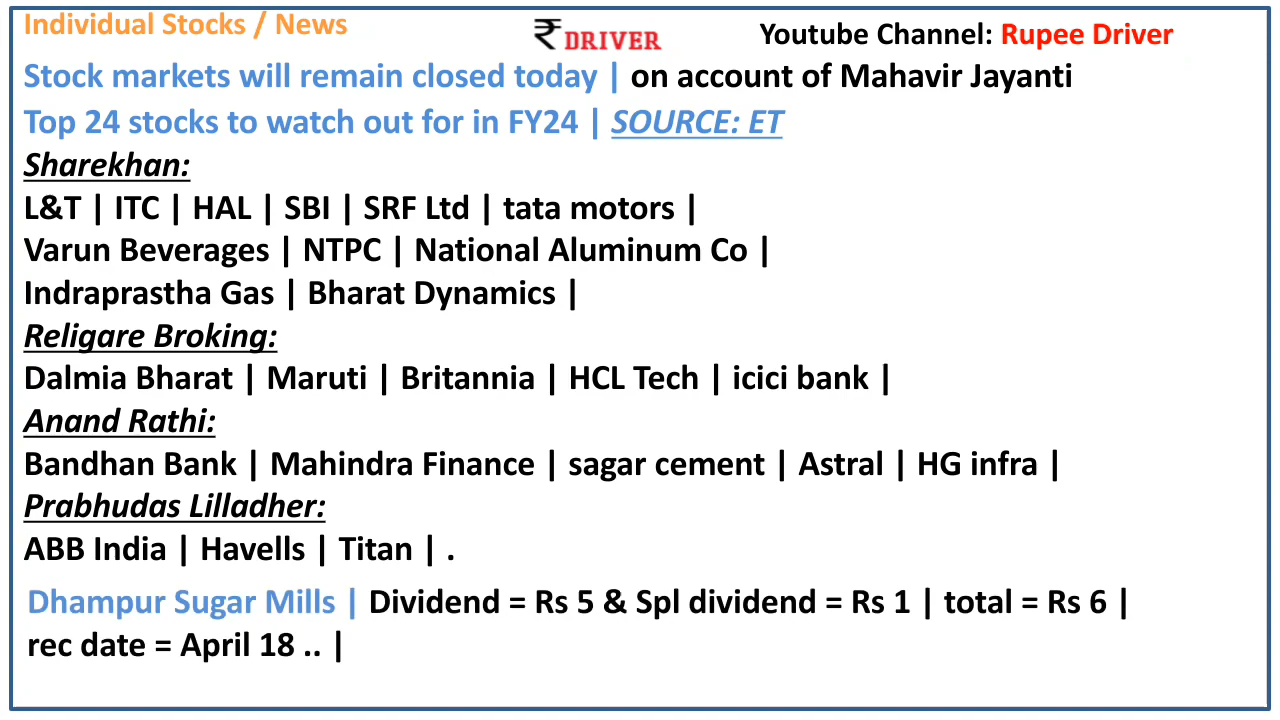 Individual Stocks / News
₹ DRIVER
Youtube Channel: Rupee Driver
Stock markets will remain closed today | on account of Mahavir Jayanti
Top 24 stocks to watch out for in FY24 | SOURCE: ET
Sharekhan:
L&T | ITC | HAL | SBI | SRF Ltd | tata motors |
Varun Beverages | NTPC | National Aluminum Co |
Indraprastha Gas | Bharat Dynamics |
Religare Broking:
Dalmia Bharat | Maruti | Britannia | HCL Tech | icici bank |
Anand Rathi:
Bandhan Bank | Mahindra Finance | sagar cement | Astral | HG infra |
Prabhudas Lilladher:
ABB India | Havells | Titan | .
Dhampur Sugar Mills | Dividend = Rs 5 & Spl dividend = Rs 1 | total = Rs 6 |
rec date = April 18 .. |